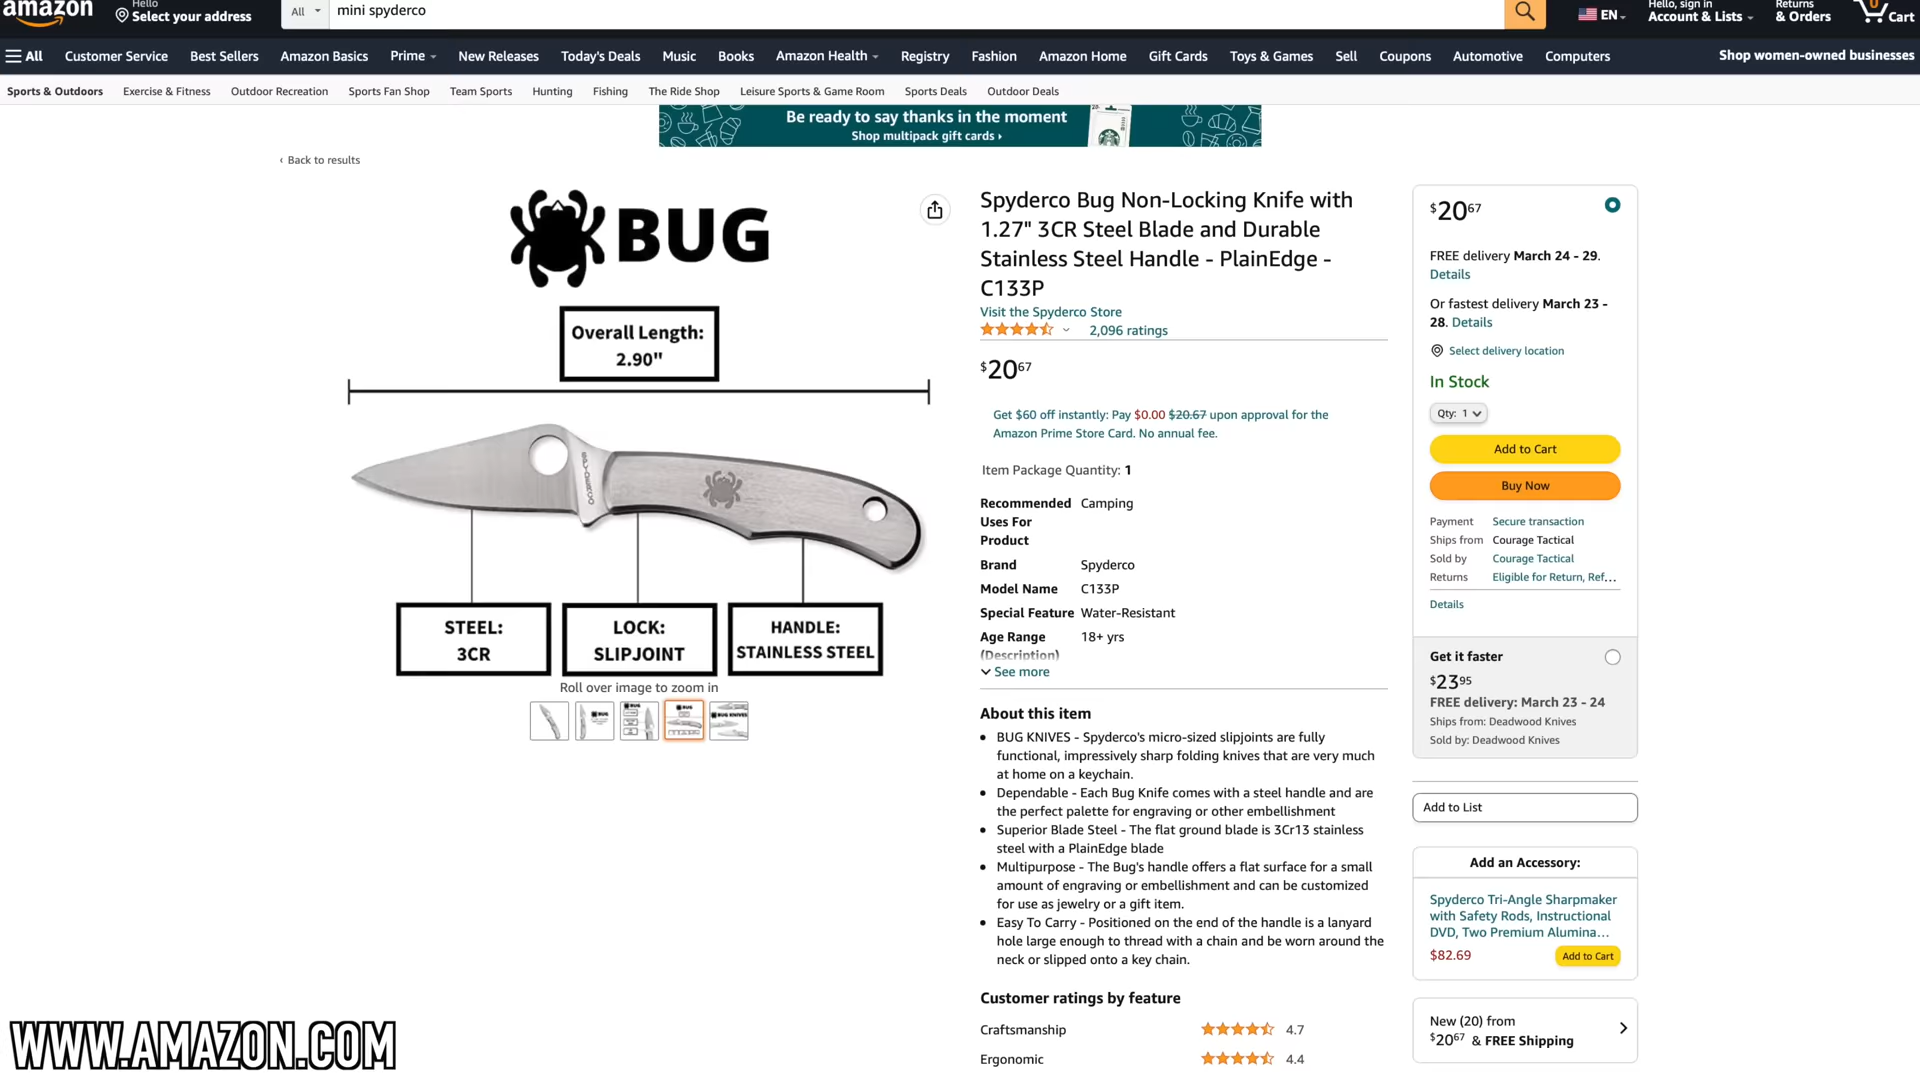 amazon
Hello
Select your address
All
mini spyderco
EN
Hello, sign in
Account & Lists
Returns
& Orders
0
Cart
All
Customer Service
Best Sellers
Amazon Basics
Prime
New Releases
Today's Deals
Music
Books
Amazon Health
Registry
Fashion
Amazon Home
Gift Cards
Toys & Games
Sell
Coupons
Automotive
Computers
Shop women-owned businesses
Sports & Outdoors
Exercise & Fitness
Outdoor Recreation
Sports Fan Shop
Team Sports
Hunting
Fishing
The Ride Shop
Leisure Sports & Game Room
Sports Deals
Outdoor Deals
Be ready to say thanks in the moment
Shop multipack gift cards ›
‹ Back to results
BUG
Overall Length:
2.90"
SPYDERCO
STEEL:
3CR
LOCK:
SLIPJOINT
HANDLE:
STAINLESS STEEL
Roll over image to zoom in
BUG
BUG
BUG
BUG KNIVES
Spyderco Bug Non-Locking Knife with
1.27" 3CR Steel Blade and Durable
Stainless Steel Handle - PlainEdge -
C133P
Visit the Spyderco Store
2,096 ratings
$20 67
Get $60 off instantly: Pay $0.00 $20.67 upon approval for the
Amazon Prime Store Card. No annual fee.
Item Package Quantity: 1
Recommended Camping
Uses For
Product
Brand Spyderco
Model Name C133P
Special Feature Water-Resistant
Age Range 18+ yrs
(Description)
See more
About this item
• BUG KNIVES - Spyderco's micro-sized slipjoints are fully
functional, impressively sharp folding knives that are very much
at home on a keychain.
• Dependable - Each Bug Knife comes with a steel handle and are
the perfect palette for engraving or other embellishment
• Superior Blade Steel - The flat ground blade is 3Cr13 stainless
steel with a PlainEdge blade
• Multipurpose - The Bug's handle offers a flat surface for a small
amount of engraving or embellishment and can be customized
for use as jewelry or a gift item.
• Easy To Carry - Positioned on the end of the handle is a lanyard
hole large enough to thread with a chain and be worn around the
neck or slipped onto a key chain.
Customer ratings by feature
Craftsmanship 4.7
Ergonomic 4.4
$20 67
FREE delivery March 24 - 29.
Details
Or fastest delivery March 23 -
28. Details
Select delivery location
In Stock
Qty: 1
Add to Cart
Buy Now
Payment Secure transaction
Ships from Courage Tactical
Sold by Courage Tactical
Returns Eligible for Return, Ref...
Details
Get it faster
$23 95
FREE delivery: March 23 - 24
Ships from: Deadwood Knives
Sold by: Deadwood Knives
Add to List
Add an Accessory:
Spyderco Tri-Angle Sharpmaker
with Safety Rods, Instructional
DVD, Two Premium Alumina...
$82.69
Add to Cart
New (20) from
$20 67 & FREE Shipping
WWW.AMAZON.COM